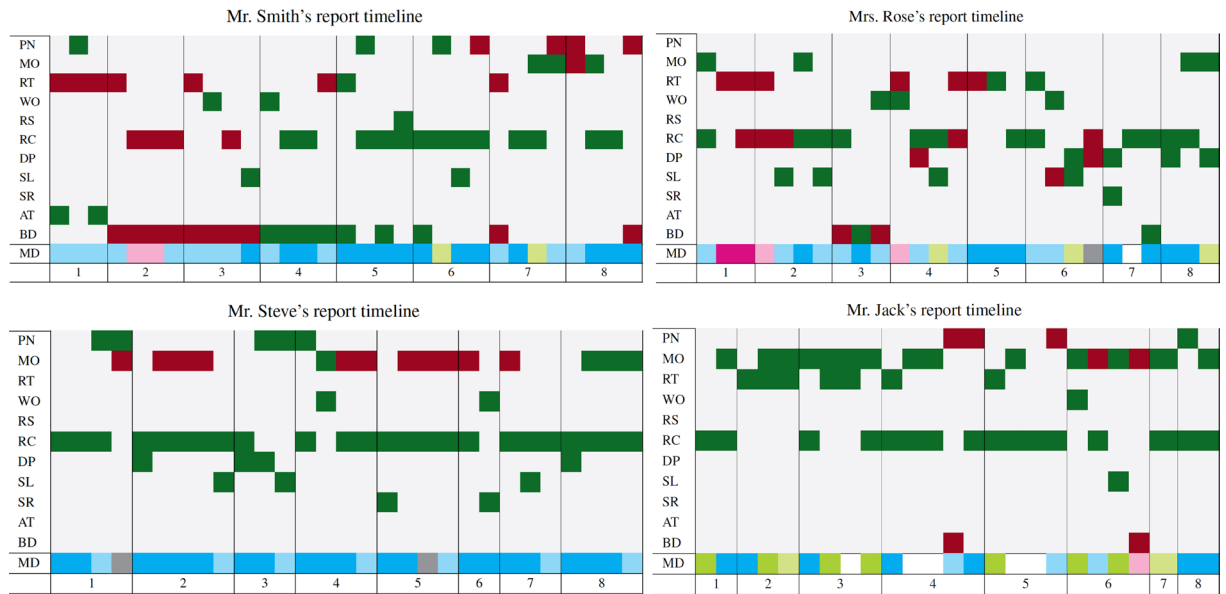 Mr. Smith's report timeline
PN
MO
RT
WO
RS
RC
DP
SL
SR
AT
BD
MD
1 2 3 4 5 6 7 8
Mrs. Rose's report timeline
PN
MO
RT
WO
RS
RC
DP
SL
SR
AT
BD
MD
1 2 3 4 5 6 7 8
Mr. Steve's report timeline
PN
MO
RT
WO
RS
RC
DP
SL
SR
AT
BD
MD
1 2 3 4 5 6 7 8
Mr. Jack's report timeline
PN
MO
RT
WO
RS
RC
DP
SL
SR
AT
BD
MD
1 2 3 4 5 6 7 8